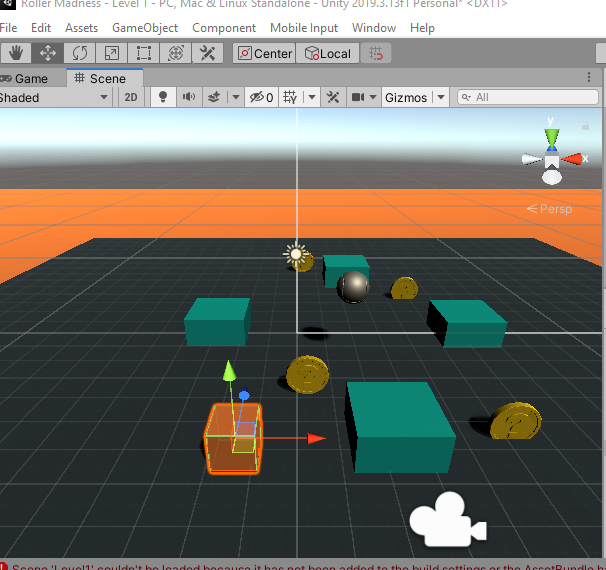 Roller Madness - Level 1 - PC, Mac & Linux Standalone - Unity 2019.3.13f1 Personal* <DX11>
File Edit Assets GameObject Component Mobile Input Window Help
Center Local
Game Scene
Shaded 2D 0 Gizmos All
y
x
Persp
2
Scene 'Level1' couldn't be loaded because it has not been added to the build settings or the AssetBundle